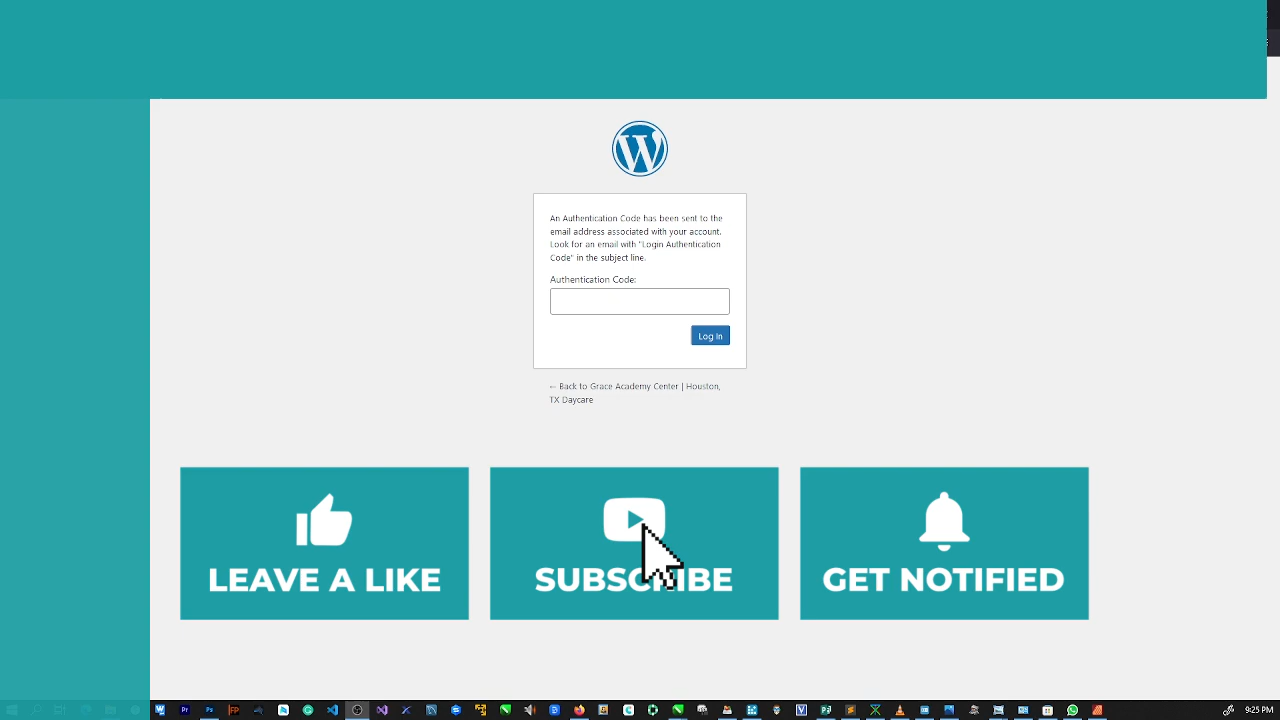 An Authentication Code has been sent to the
email address associated with your account.
Look for an email with "Login Authentication
Code" in the subject line.
Authentication Code:
Log In
← Back to Grace Academy Center | Houston,
TX Daycare
LEAVE A LIKE
SUBSCRIBE
GET NOTIFIED
9:25 PM